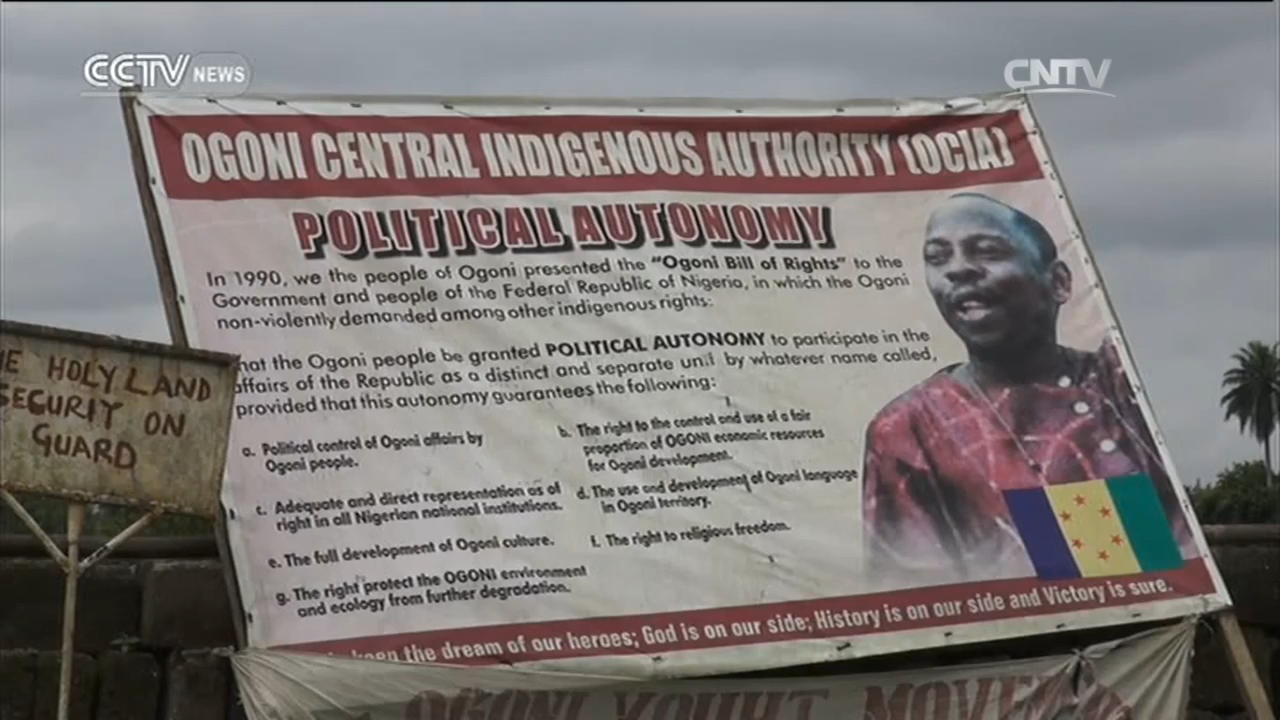 CCTV NEWS
CNTV
OGONI CENTRAL INDIGENOUS AUTHORITY (OCIA)
POLITICAL AUTONOMY
In 1990, we the people of Ogoni presented the "Ogoni Bill of Rights" to the
Government and people of the Federal Republic of Nigeria, in which the Ogoni
non-violently demanded among other indigenous rights:
hat the Ogoni people be granted POLITICAL AUTONOMY to participate in the
ffairs of the Republic as a distinct and separate unit by whatever name called,
provided that this autonomy guarantees the following:
a. Political control of Ogoni affairs by
Ogoni people.
b. The right to the control and use of a fair
proportion of OGONI economic resources
for Ogoni development.
c. Adequate and direct representation as of
right in all Nigerian national institutions.
d. The use and development of Ogoni language
in Ogoni territory.
e. The full development of Ogoni culture.
f. The right to religious freedom.
g. The right protect the OGONI environment
and ecology from further degradation.
the dream of our heroes; God is on our side; History is on our side and Victory is sure.
E HOLY LAND
SECURITY ON
GUARD
OGONI